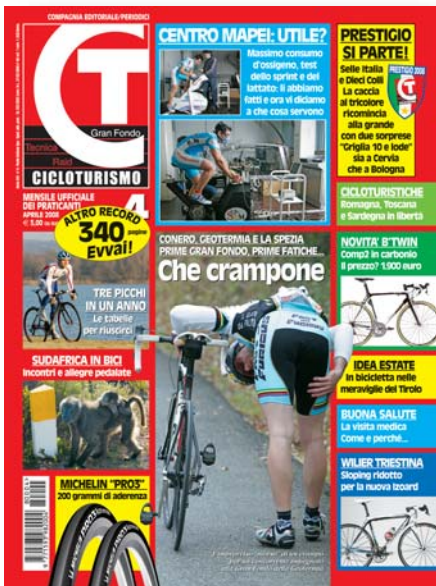 COMPAGNIA EDITORIALE/PERIODICI
CT
Gran Fondo
Tecnica
Raid
CICLOTURISMO
MENSILE UFFICIALE
DEI PRATICANTI
APRILE 2008
4
ALTRO RECORD
340 pagine
Evvai!
TRE PICCHI
IN UN ANNO
Le tabelle
per riuscirci
SUDAFRICA IN BICI
Incontri e allegre pedalate
MICHELIN "PRO3"
200 grammi di aderenza
CENTRO MAPEI: UTILE?
Massimo consumo
d'ossigeno, test
dello sprint e del
lattato: li abbiamo
fatti e ora vi diciamo
a che cosa servono
CONERO, GEOTERMIA E LA SPEZIA
PRIME GRAN FONDO, PRIME FATICHE...
Che crampone
PRESTIGIO
SI PARTE!
Selle Italia
e Dieci Colli
La caccia
al tricolore
ricomincia
alla grande
con due sorprese
"Griglia 10 e lode"
sia a Cervia
che a Bologna
PRESTIGIO 2008
CICLOTURISTICHE
Romagna, Toscana
e Sardegna in libertà
NOVITA' B'TWIN
Comp2 in carbonio
Il prezzo? 1.900 euro
IDEA ESTATE
In bicicletta nelle
meraviglie del Tirolo
BUONA SALUTE
La visita medica
Come e perché...
WILIER TRIESTINA
Sloping ridotto
per la nuova Izoard